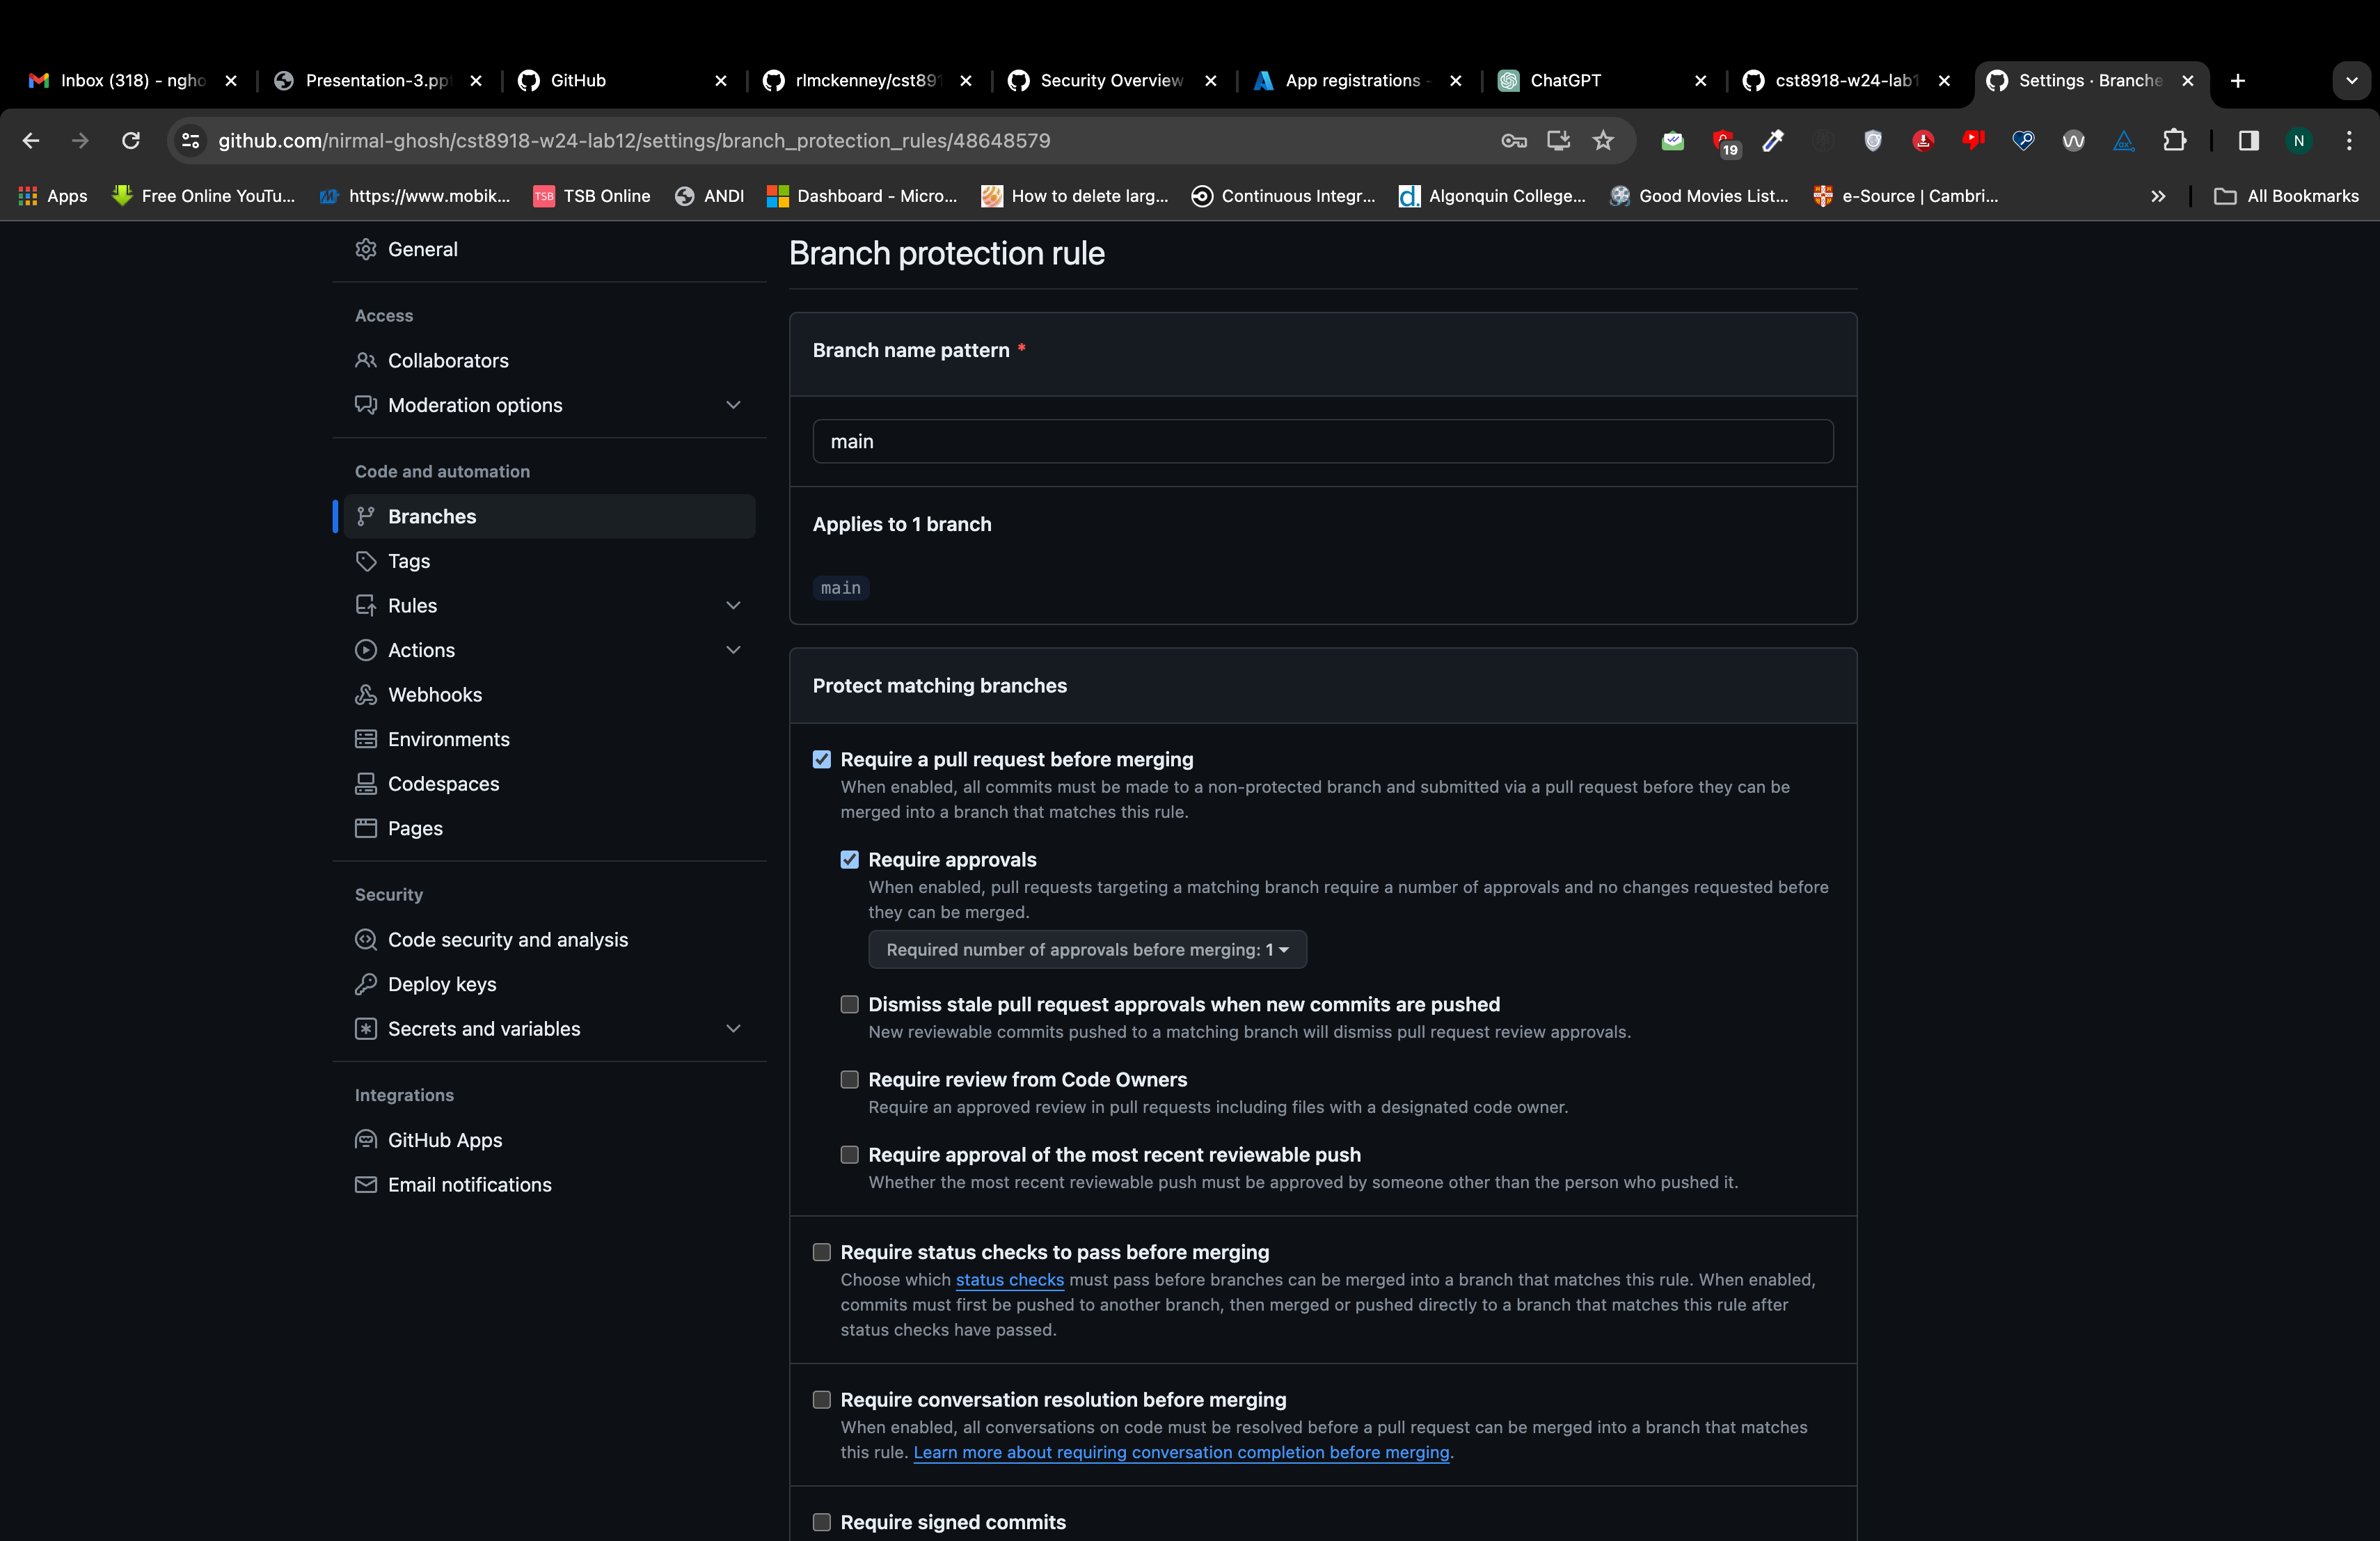 Inbox (318) - ngho
Presentation-3.ppt
GitHub
rlmckenney/cst891
Security Overview
App registrations -
ChatGPT
cst8918-w24-lab1
Settings · Branche
github.com/nirmal-ghosh/cst8918-w24-lab12/settings/branch_protection_rules/48648579
19
N
Apps
Free Online YouTu...
https://www.mobik...
TSB
TSB Online
ANDI
Dashboard - Micro...
How to delete larg...
Continuous Integr...
Algonquin College...
Good Movies List...
e-Source | Cambri...
All Bookmarks
General
Access
Collaborators
Moderation options
Code and automation
Branches
Tags
Rules
Actions
Webhooks
Environments
Codespaces
Pages
Security
Code security and analysis
Deploy keys
Secrets and variables
Integrations
GitHub Apps
Email notifications
Branch protection rule
Branch name pattern *
main
Applies to 1 branch
main
Protect matching branches
Require a pull request before merging
When enabled, all commits must be made to a non-protected branch and submitted via a pull request before they can be
merged into a branch that matches this rule.
Require approvals
When enabled, pull requests targeting a matching branch require a number of approvals and no changes requested before
they can be merged.
Required number of approvals before merging: 1
Dismiss stale pull request approvals when new commits are pushed
New reviewable commits pushed to a matching branch will dismiss pull request review approvals.
Require review from Code Owners
Require an approved review in pull requests including files with a designated code owner.
Require approval of the most recent reviewable push
Whether the most recent reviewable push must be approved by someone other than the person who pushed it.
Require status checks to pass before merging
Choose which status checks must pass before branches can be merged into a branch that matches this rule. When enabled,
commits must first be pushed to another branch, then merged or pushed directly to a branch that matches this rule after
status checks have passed.
Require conversation resolution before merging
When enabled, all conversations on code must be resolved before a pull request can be merged into a branch that matches
this rule. Learn more about requiring conversation completion before merging.
Require signed commits